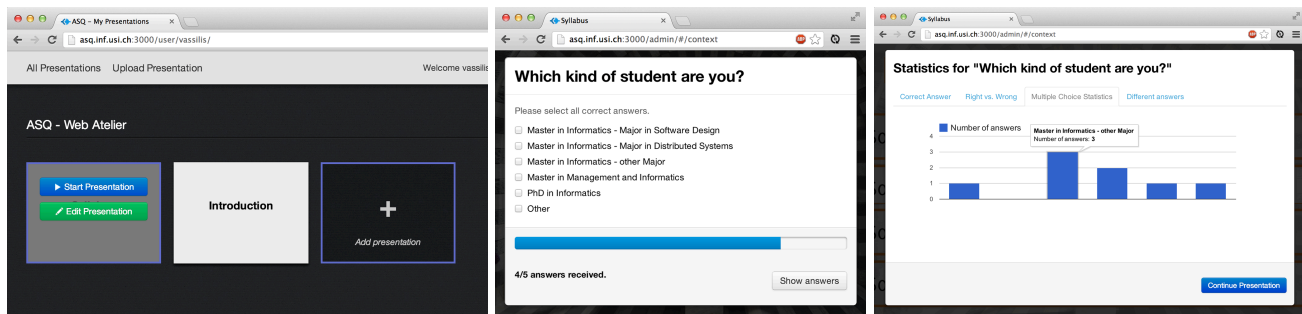 ASQ - My Presentations
asq.inf.usi.ch:3000/user/vassilis/
All Presentations Upload Presentation Welcome vassilis
ASQ - Web Atelier
Start Presentation
Edit Presentation
Introduction
+
Add presentation
Syllabus
asq.inf.usi.ch:3000/admin/#/context
ABP
Which kind of student are you?
Please select all correct answers.
Master in Informatics - Major in Software Design
Master in Informatics - Major in Distributed Systems
Master in Informatics - other Major
Master in Management and Informatics
PhD in Informatics
Other
4/5 answers received.
Show answers
Syllabus
asq.inf.usi.ch:3000/admin/#/context
ABP
Statistics for "Which kind of student are you?"
Correct Answer Right vs. Wrong Multiple Choice Statistics Different answers
Number of answers
Master in Informatics - other Major
Number of answers: 3
4
3
2
1
0
Continue Presentation